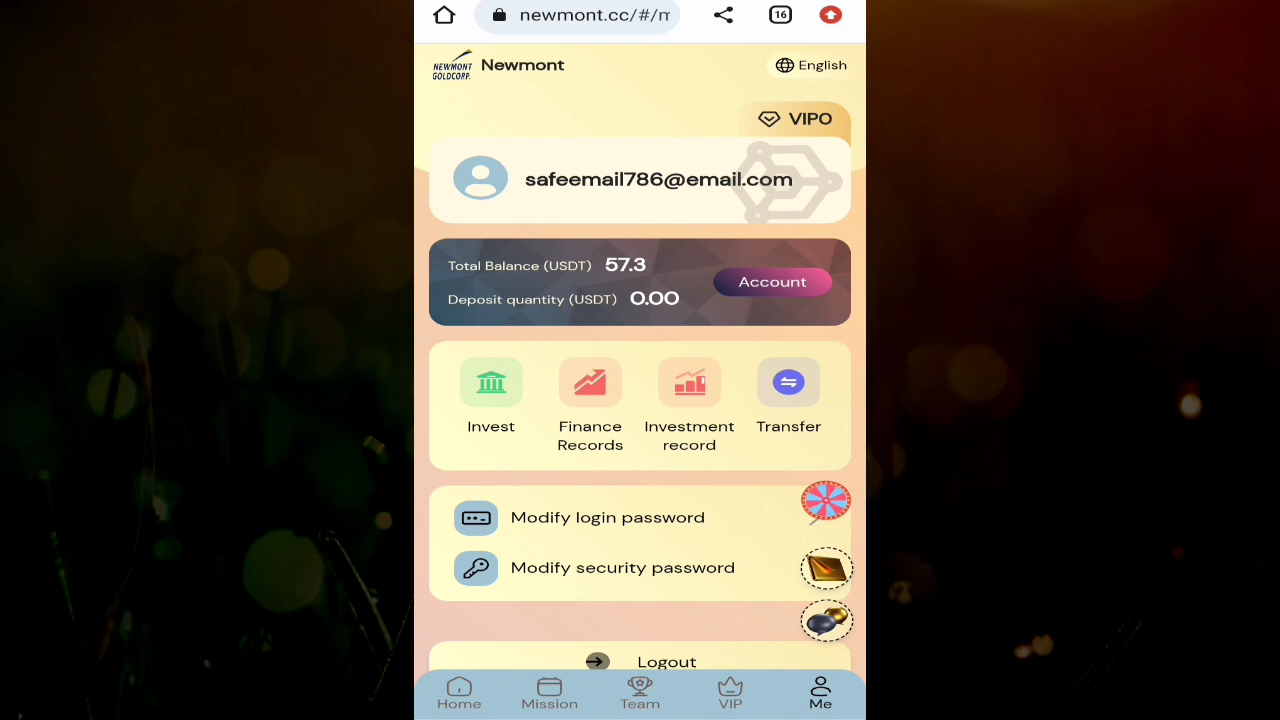 newmont.cc/#/m
16
NEWMONT
GOLDCORP.
Newmont
English
VIP0
safeemail786@email.com
Total Balance (USDT) 57.3
Deposit quantity (USDT) 0.00
Account
Invest
Finance
Records
Investment
record
Transfer
Modify login password
Modify security password
Logout
Home
Mission
Team
VIP
Me